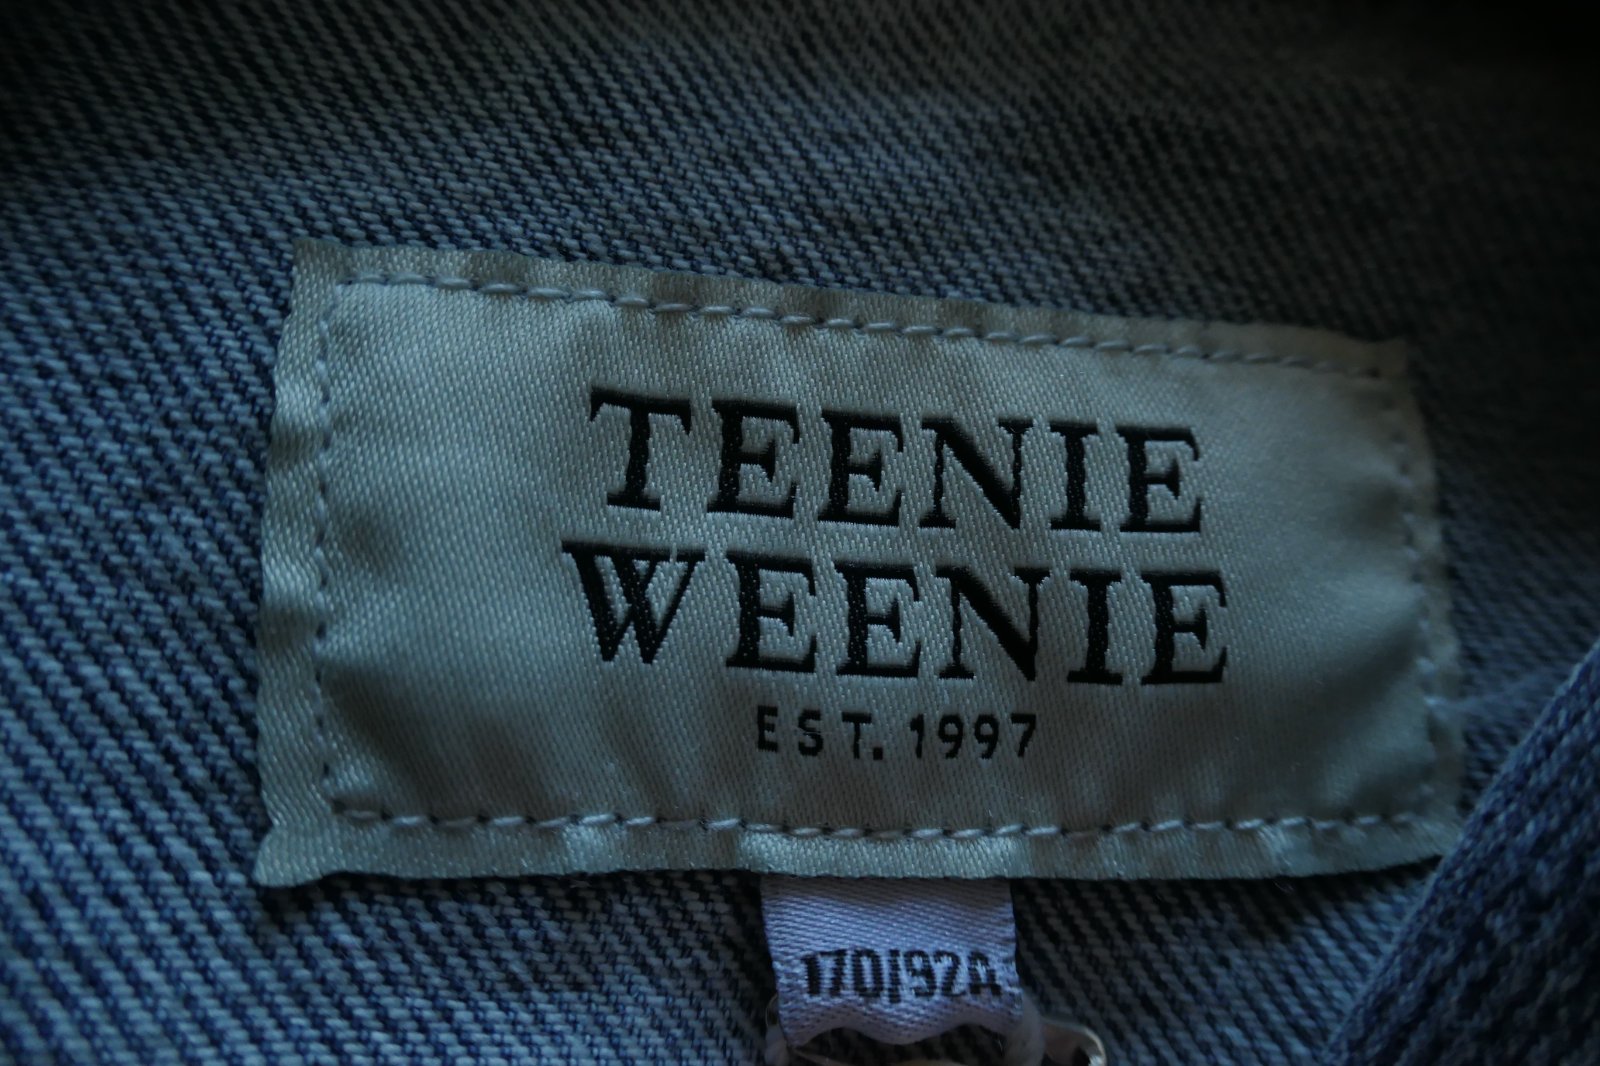 TEENIE
WEENIE
EST. 1997
170/92A